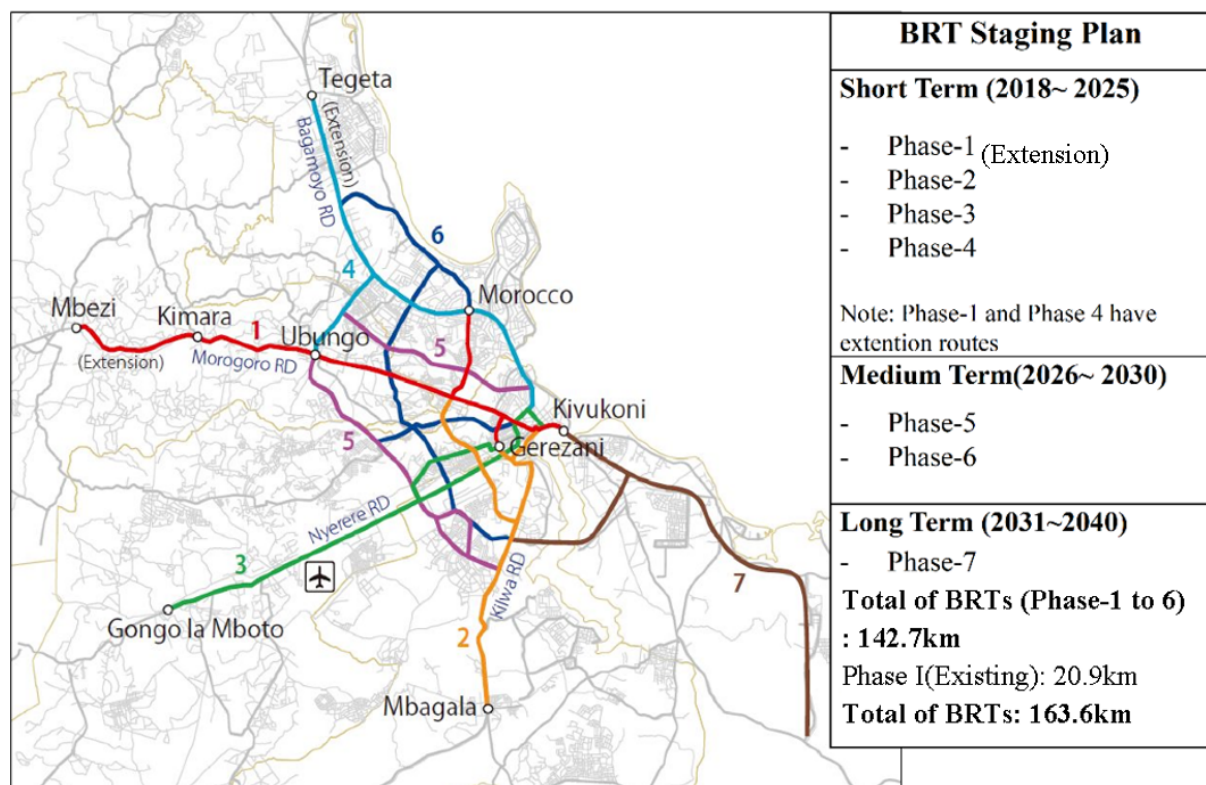 Tegeta
(Extension)
Bagamoyo RD
6
4
Morocco
Mbezi
Kimara
1
Ubungo
(Extension)
Morogoro RD
5
Kivukoni
Gerezani
5
Nyerere RD
3
7
Kilwa RD
Gongo la Mboto
2
Mbagala
BRT Staging Plan
Short Term (2018~ 2025)
- Phase-1 (Extension)
- Phase-2
- Phase-3
- Phase-4
Note: Phase-1 and Phase 4 have
extention routes
Medium Term(2026~ 2030)
- Phase-5
- Phase-6
Long Term (2031~2040)
- Phase-7
Total of BRTs (Phase-1 to 6)
: 142.7km
Phase I(Existing): 20.9km
Total of BRTs: 163.6km